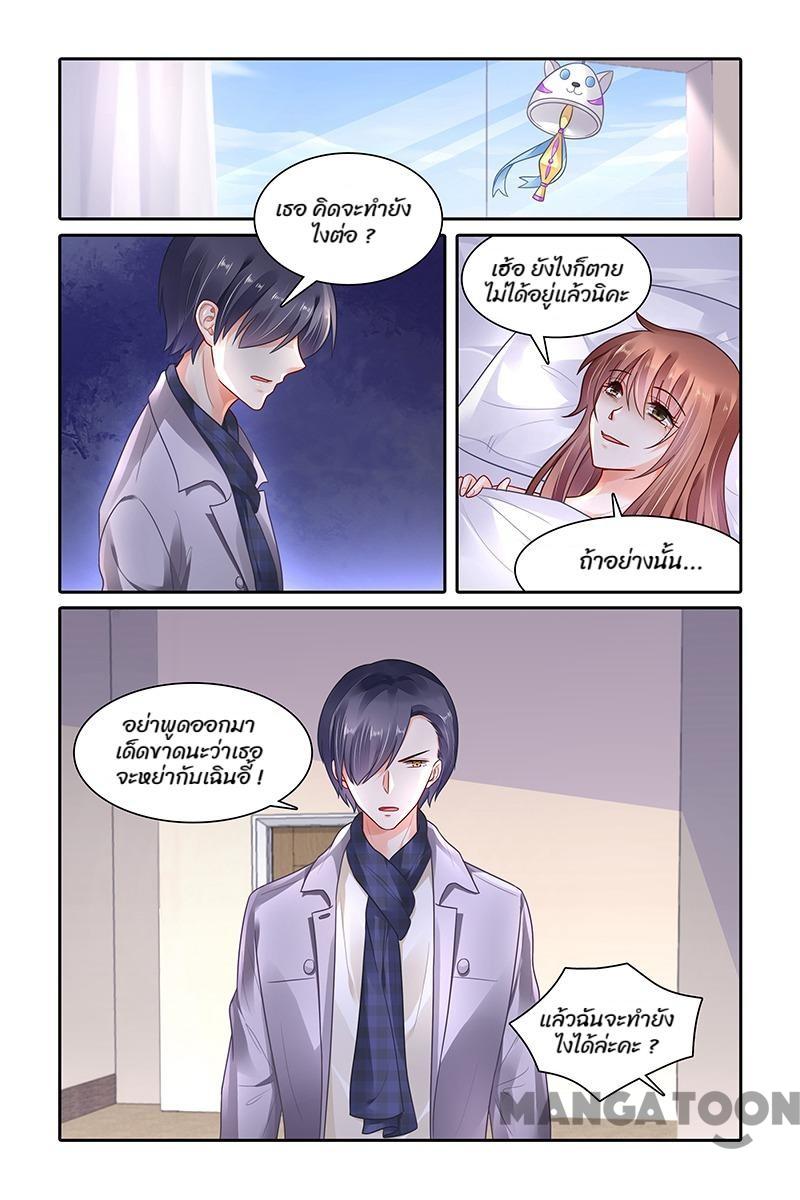 เธอ คิดจะทำยัง
ไงต่อ ?
เฮ้อ ยังไงก็ตาย
ไม่ได้อยู่แล้วนิคะ
ถ้าอย่างนั้น...
อย่าพูดออกมา
เด็ดขาดนะว่าเธอ
จะหย่ากับเฉินอี้ !
แล้วฉันจะทำยัง
ไงได้ล่ะคะ ?
MANGATOON